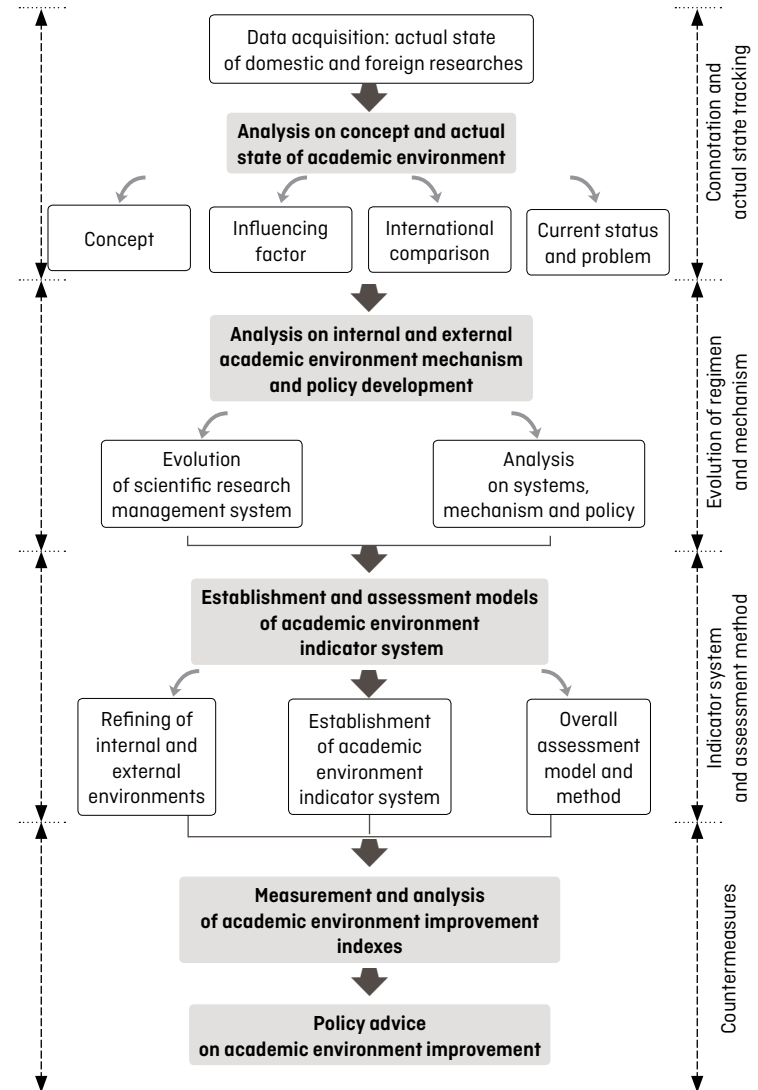 Data acquisition: actual state
of domestic and foreign researches
Analysis on concept and actual
state of academic environment
Concept
Influencing
factor
International
comparison
Current status
and problem
Connotation and
actual state tracking
Analysis on internal and external
academic environment mechanism
and policy development
Evolution
of scientific research
management system
Analysis
on systems,
mechanism and policy
Evolution of regimen
and mechanism
Establishment and assessment models
of academic environment
indicator system
Refining of
internal and
external
environments
Establishment
of academic
environment
indicator system
Overall
assessment
model and
method
Indicator system
and assessment method
Measurement and analysis
of academic environment improvement
indexes
Policy advice
on academic environment improvement
Countermeasures